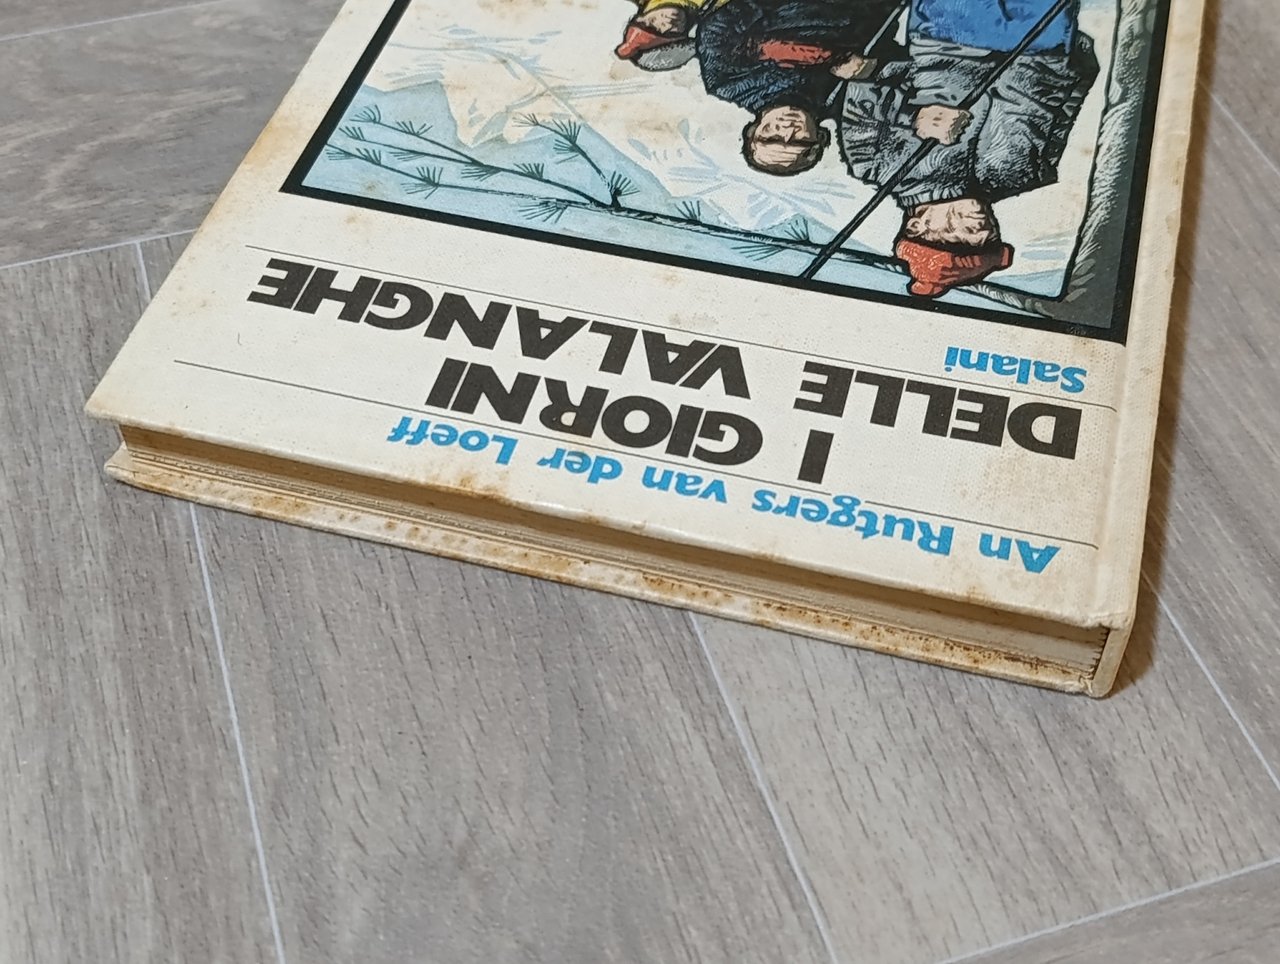 An Rutgers van der Loeff
I GIORNI
DELLE VALANGHE
Salani